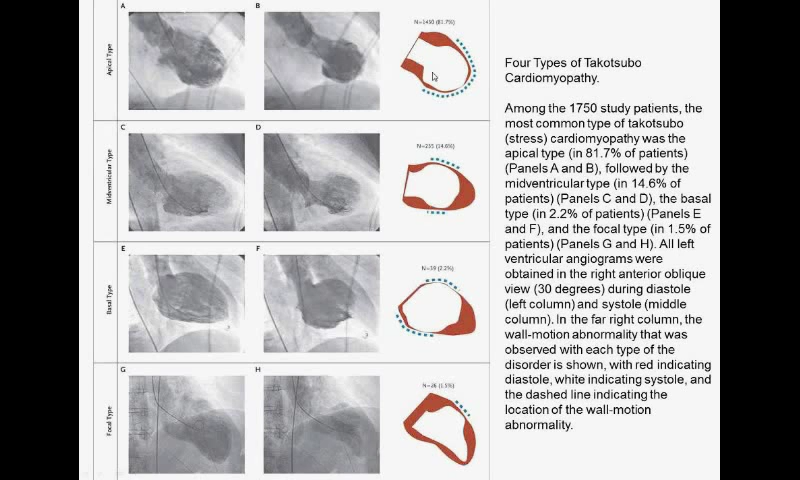 A
B
N=1430 (81.7%)
Apical Type
C
D
N=255 (14.6%)
Midventricular Type
E
F
N=39 (2.2%)
Basal Type
G
H
N=26 (1.5%)
Focal Type
Four Types of Takotsubo
Cardiomyopathy.
Among the 1750 study patients, the
most common type of takotsubo
(stress) cardiomyopathy was the
apical type (in 81.7% of patients)
(Panels A and B), followed by the
midventricular type (in 14.6% of
patients) (Panels C and D), the basal
type (in 2.2% of patients) (Panels E
and F), and the focal type (in 1.5% of
patients) (Panels G and H). All left
ventricular angiograms were
obtained in the right anterior oblique
view (30 degrees) during diastole
(left column) and systole (middle
column). In the far right column, the
wall-motion abnormality that was
observed with each type of the
disorder is shown, with red indicating
diastole, white indicating systole, and
the dashed line indicating the
location of the wall-motion
abnormality.